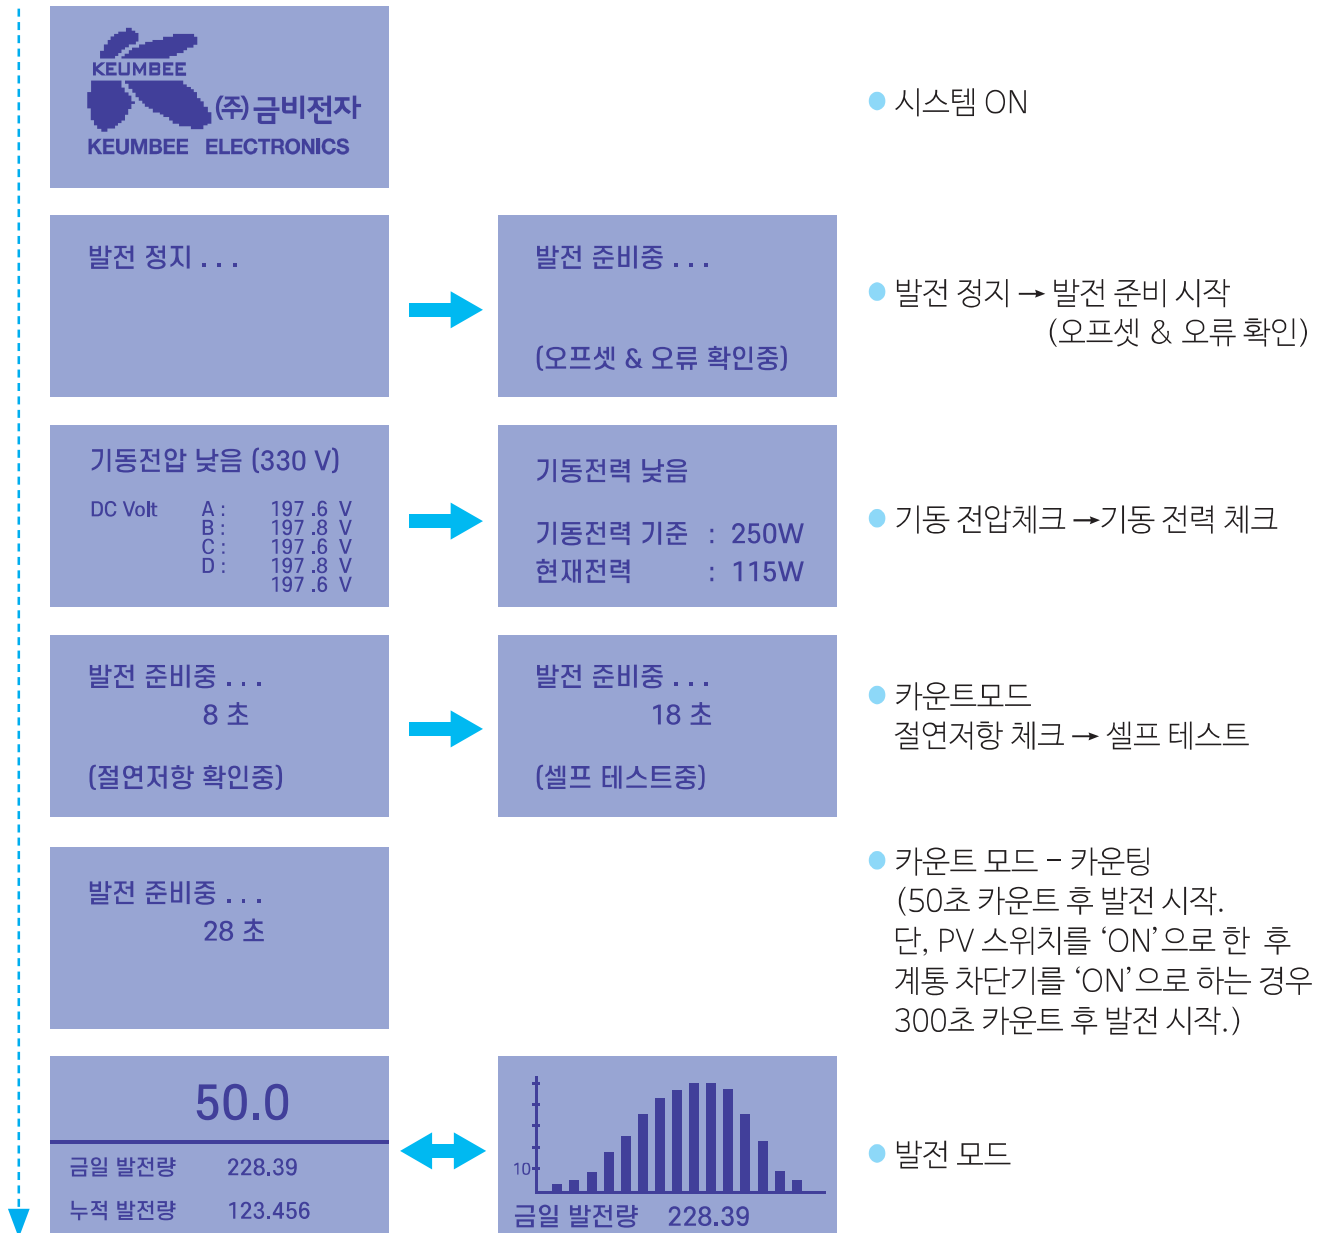 KEUMBEE
(주)금비전자
KEUMBEE ELECTRONICS
● 시스템 ON
발전 정지 . . .
발전 준비중 . . .
(오프셋 & 오류 확인중)
● 발전 정지 → 발전 준비 시작
(오프셋 & 오류 확인)
기동전압 낮음 (330 V)
DC Volt A : 197 .6 V
B : 197 .8 V
C : 197 .6 V
D : 197 .8 V
197 .6 V
기동전력 낮음
기동전력 기준 : 250W
현재전력 : 115W
● 기동 전압체크 →기동 전력 체크
발전 준비중 . . .
8 초
(절연저항 확인중)
발전 준비중 . . .
18 초
(셀프 테스트중)
● 카운트모드
절연저항 체크 → 셀프 테스트
발전 준비중 . . .
28 초
● 카운트 모드 – 카운팅
(50초 카운트 후 발전 시작.
단, PV 스위치를 ‘ON’으로 한 후
계통 차단기를 ‘ON’으로 하는 경우
300초 카운트 후 발전 시작.)
50.0
금일 발전량 228.39
누적 발전량 123.456
10
금일 발전량 228.39
● 발전 모드